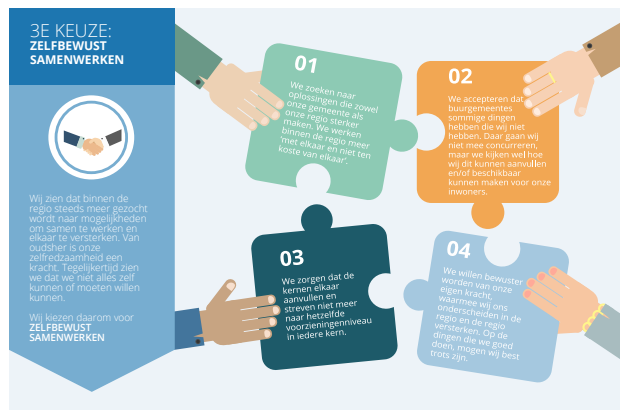 3E KEUZE:
ZELFBEWUST
SAMENWERKEN
Wij zien dat binnen de
regio steeds meer gezocht
wordt naar mogelijkheden
om samen te werken en
elkaar te versterken. Van
oudsher is onze
zelfredzaamheid een
kracht. Tegelijkertijd zien
we dat we niet alles zelf
kunnen of moeten willen
kunnen.
Wij kiezen daarom voor
ZELFBEWUST
SAMENWERKEN
01
We zoeken naar
oplossingen die zowel
onze gemeente als
onze regio sterker
maken. We werken
binnen de regio meer
'met elkaar en niet ten
koste van elkaar'.
02
We accepteren dat
buurgemeentes
sommige dingen
hebben die wij niet
hebben. Daar gaan wij
niet mee concurreren,
maar we kijken wel hoe
wij dit kunnen aanvullen
en/of beschikbaar
kunnen maken voor onze
inwoners.
03
We zorgen dat de
kernen elkaar
aanvullen en
streven niet meer
naar hetzelfde
voorzieningenniveau
in iedere kern.
04
We willen bewuster
worden van onze
eigen kracht,
waarmee wij ons
onderscheiden in de
regio en de regio
versterken. Op de
dingen die we goed
doen, mogen wij best
trots zijn.